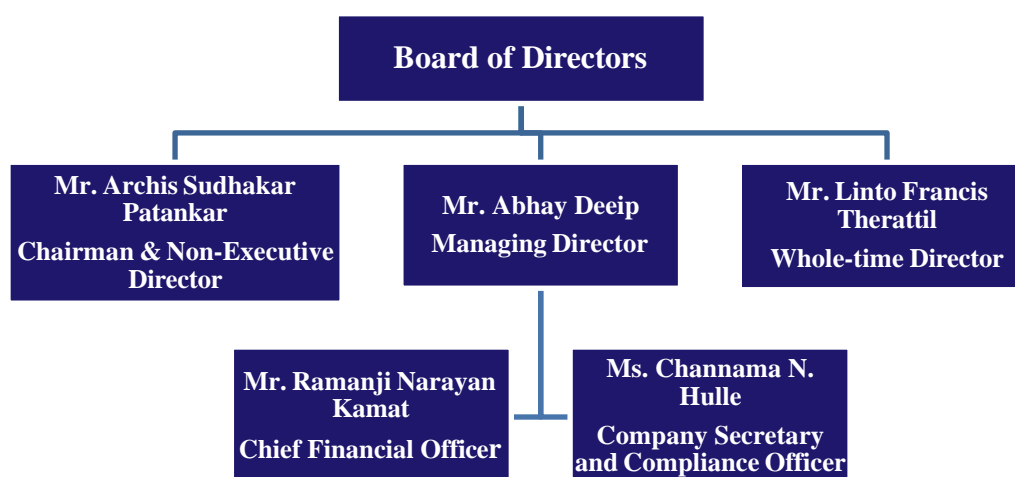 Board of Directors
Mr. Archis Sudhakar
Patankar
Chairman & Non-Executive
Director
Mr. Abhay Deeip
Managing Director
Mr. Linto Francis
Therattil
Whole-time Director
Mr. Ramanji Narayan
Kamat
Chief Financial Officer
Ms. Channama N.
Hulle
Company Secretary
and Compliance Officer